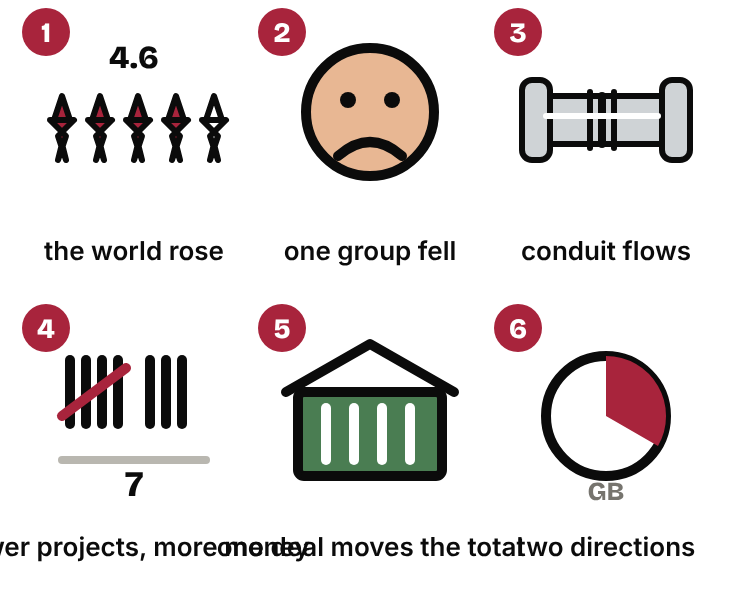 1
2
3
4.6
the world rose
one group fell
conduit flows
4
5
6
7
GB
projects, more
moves the total
two directions